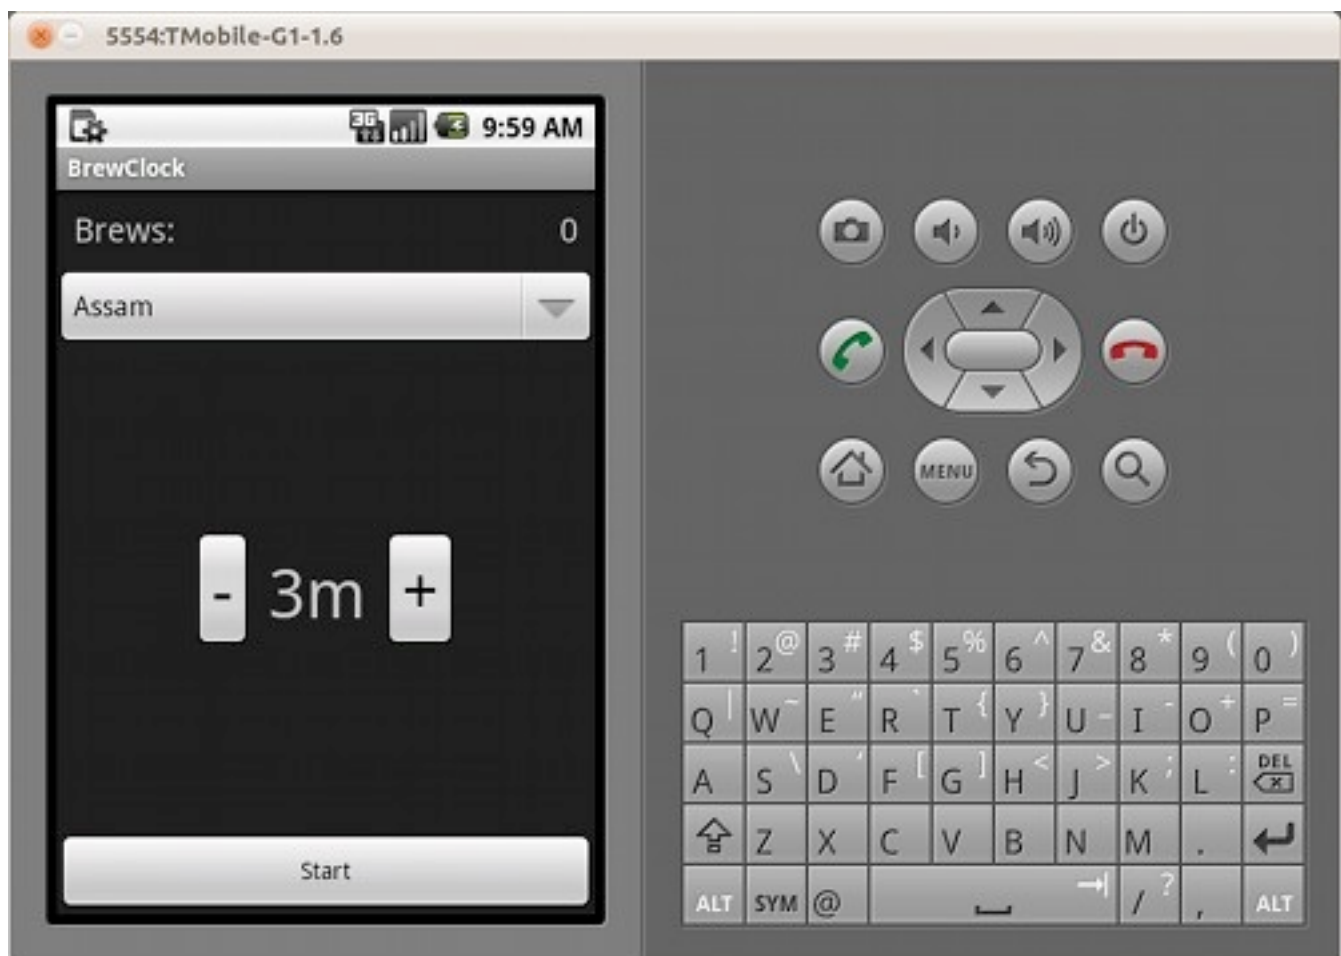 5554:TMobile-G1-1.6
3G 9:59 AM
BrewClock
Brews: 0
Assam
- 3m +
Start
MENU
1 ! 2 @ 3 # 4 $ 5 % 6 ^ 7 & 8 * 9 ( 0 )
Q | W ~ E " R ` T { Y } U _ I - O + P =
A S \ D ' F [ G ] H < J > K ; L : DEL
Z X C V B N M .
ALT SYM @ / ? , ALT